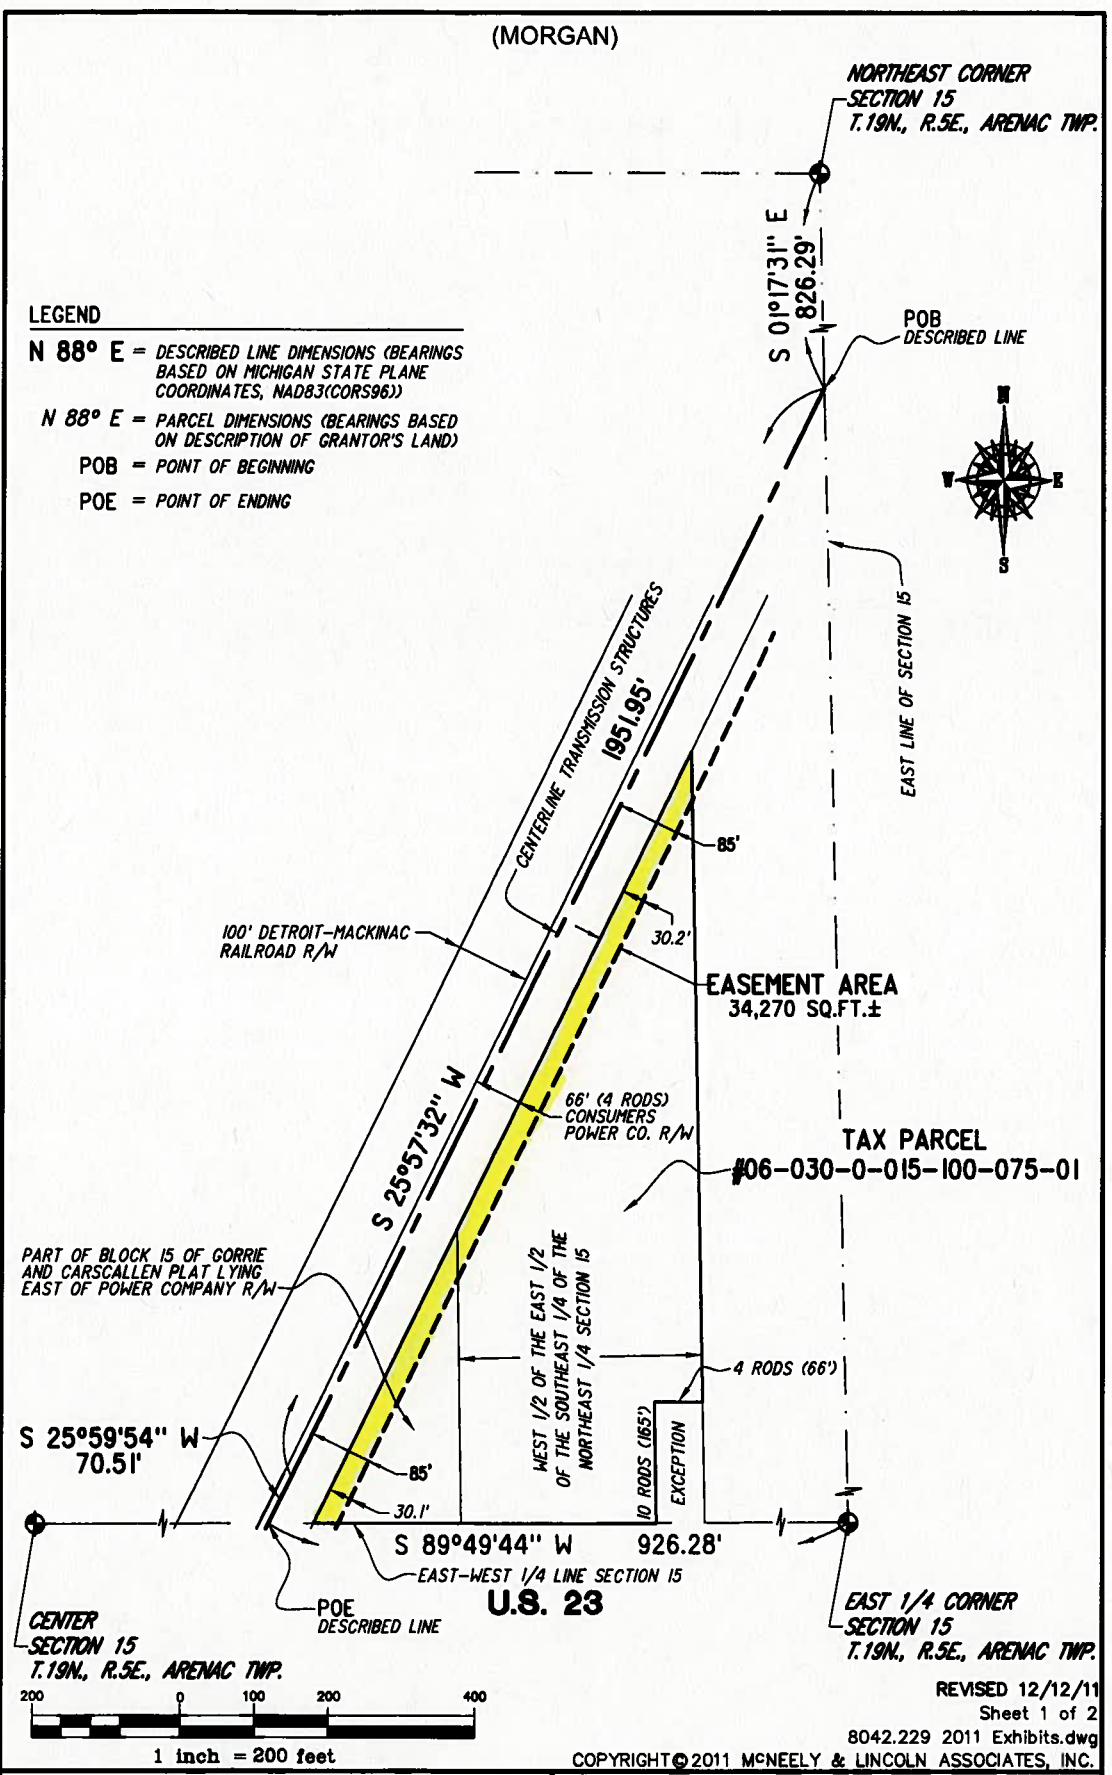 (MORGAN)
NORTHEAST CORNER
SECTION 15
T.19N., R.5E., ARENAC TWP.
S 01°17'31" E
826.29'
POB
DESCRIBED LINE
LEGEND
N 88° E = DESCRIBED LINE DIMENSIONS (BEARINGS
BASED ON MICHIGAN STATE PLANE
COORDINATES, NAD83(CORS96))
N 88° E = PARCEL DIMENSIONS (BEARINGS BASED
ON DESCRIPTION OF GRANTOR'S LAND)
POB = POINT OF BEGINNING
POE = POINT OF ENDING
N
W E
S
EAST LINE OF SECTION 15
CENTERLINE TRANSMISSION STRUCTURES
1951.95'
85'
100' DETROIT-MACKINAC
RAILROAD R/W
30.2'
EASEMENT AREA
34,270 SQ.FT.±
S 25°57'32" W
66' (4 RODS)
CONSUMERS
POWER CO. R/W
TAX PARCEL
#06-030-0-015-100-075-01
PART OF BLOCK 15 OF GORRIE
AND CARSCALLEN PLAT LYING
EAST OF POWER COMPANY R/W
WEST 1/2 OF THE EAST 1/2
OF THE SOUTHEAST 1/4 OF THE
NORTHEAST 1/4 SECTION 15
4 RODS (66')
10 RODS (165')
EXCEPTION
S 25°59'54" W
70.51'
85'
30.1'
S 89°49'44" W 926.28'
EAST-WEST 1/4 LINE SECTION 15
U.S. 23
POE
DESCRIBED LINE
CENTER
SECTION 15
T.19N., R.5E., ARENAC TWP.
EAST 1/4 CORNER
SECTION 15
T.19N., R.5E., ARENAC TWP.
200 0 100 200 400
1 inch = 200 feet
REVISED 12/12/11
Sheet 1 of 2
8042.229 2011 Exhibits.dwg
COPYRIGHT © 2011 McNEELY & LINCOLN ASSOCIATES, INC.